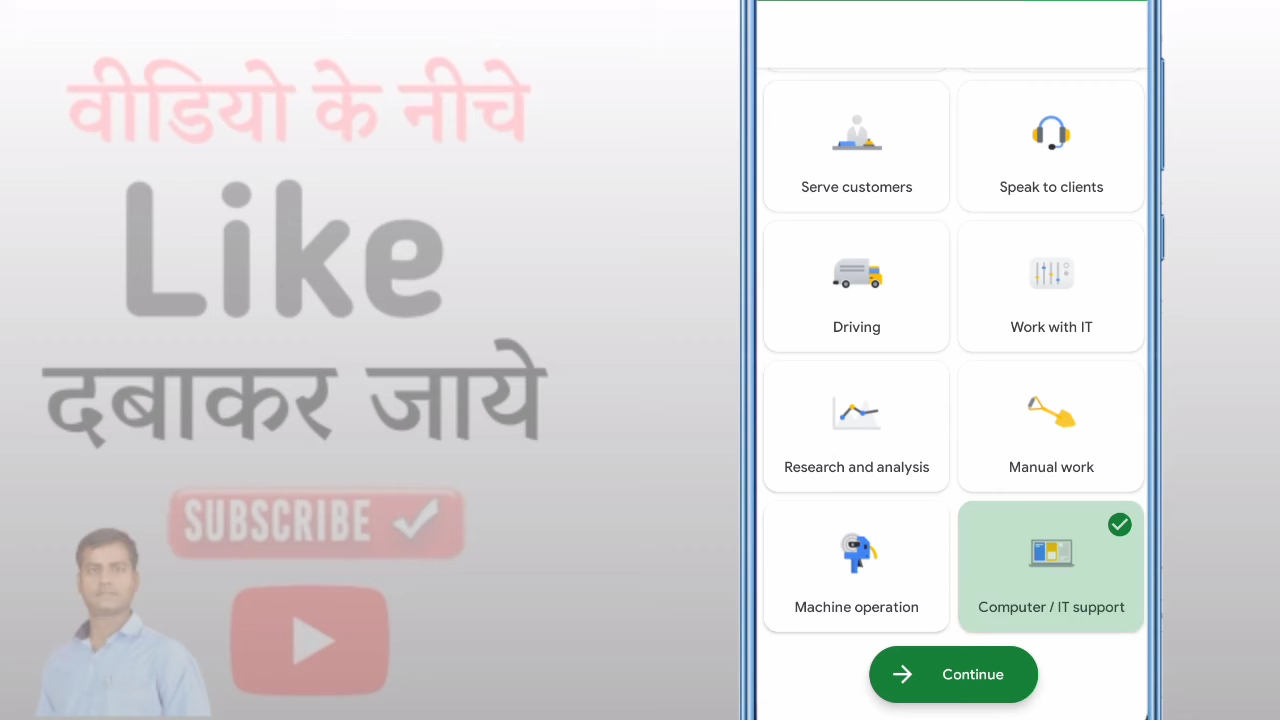 वीडियो के नीचे
Like
दबाकर जाये
SUBSCRIBE
Serve customers
Speak to clients
Driving
Work with IT
Research and analysis
Manual work
Machine operation
Computer / IT support
Continue